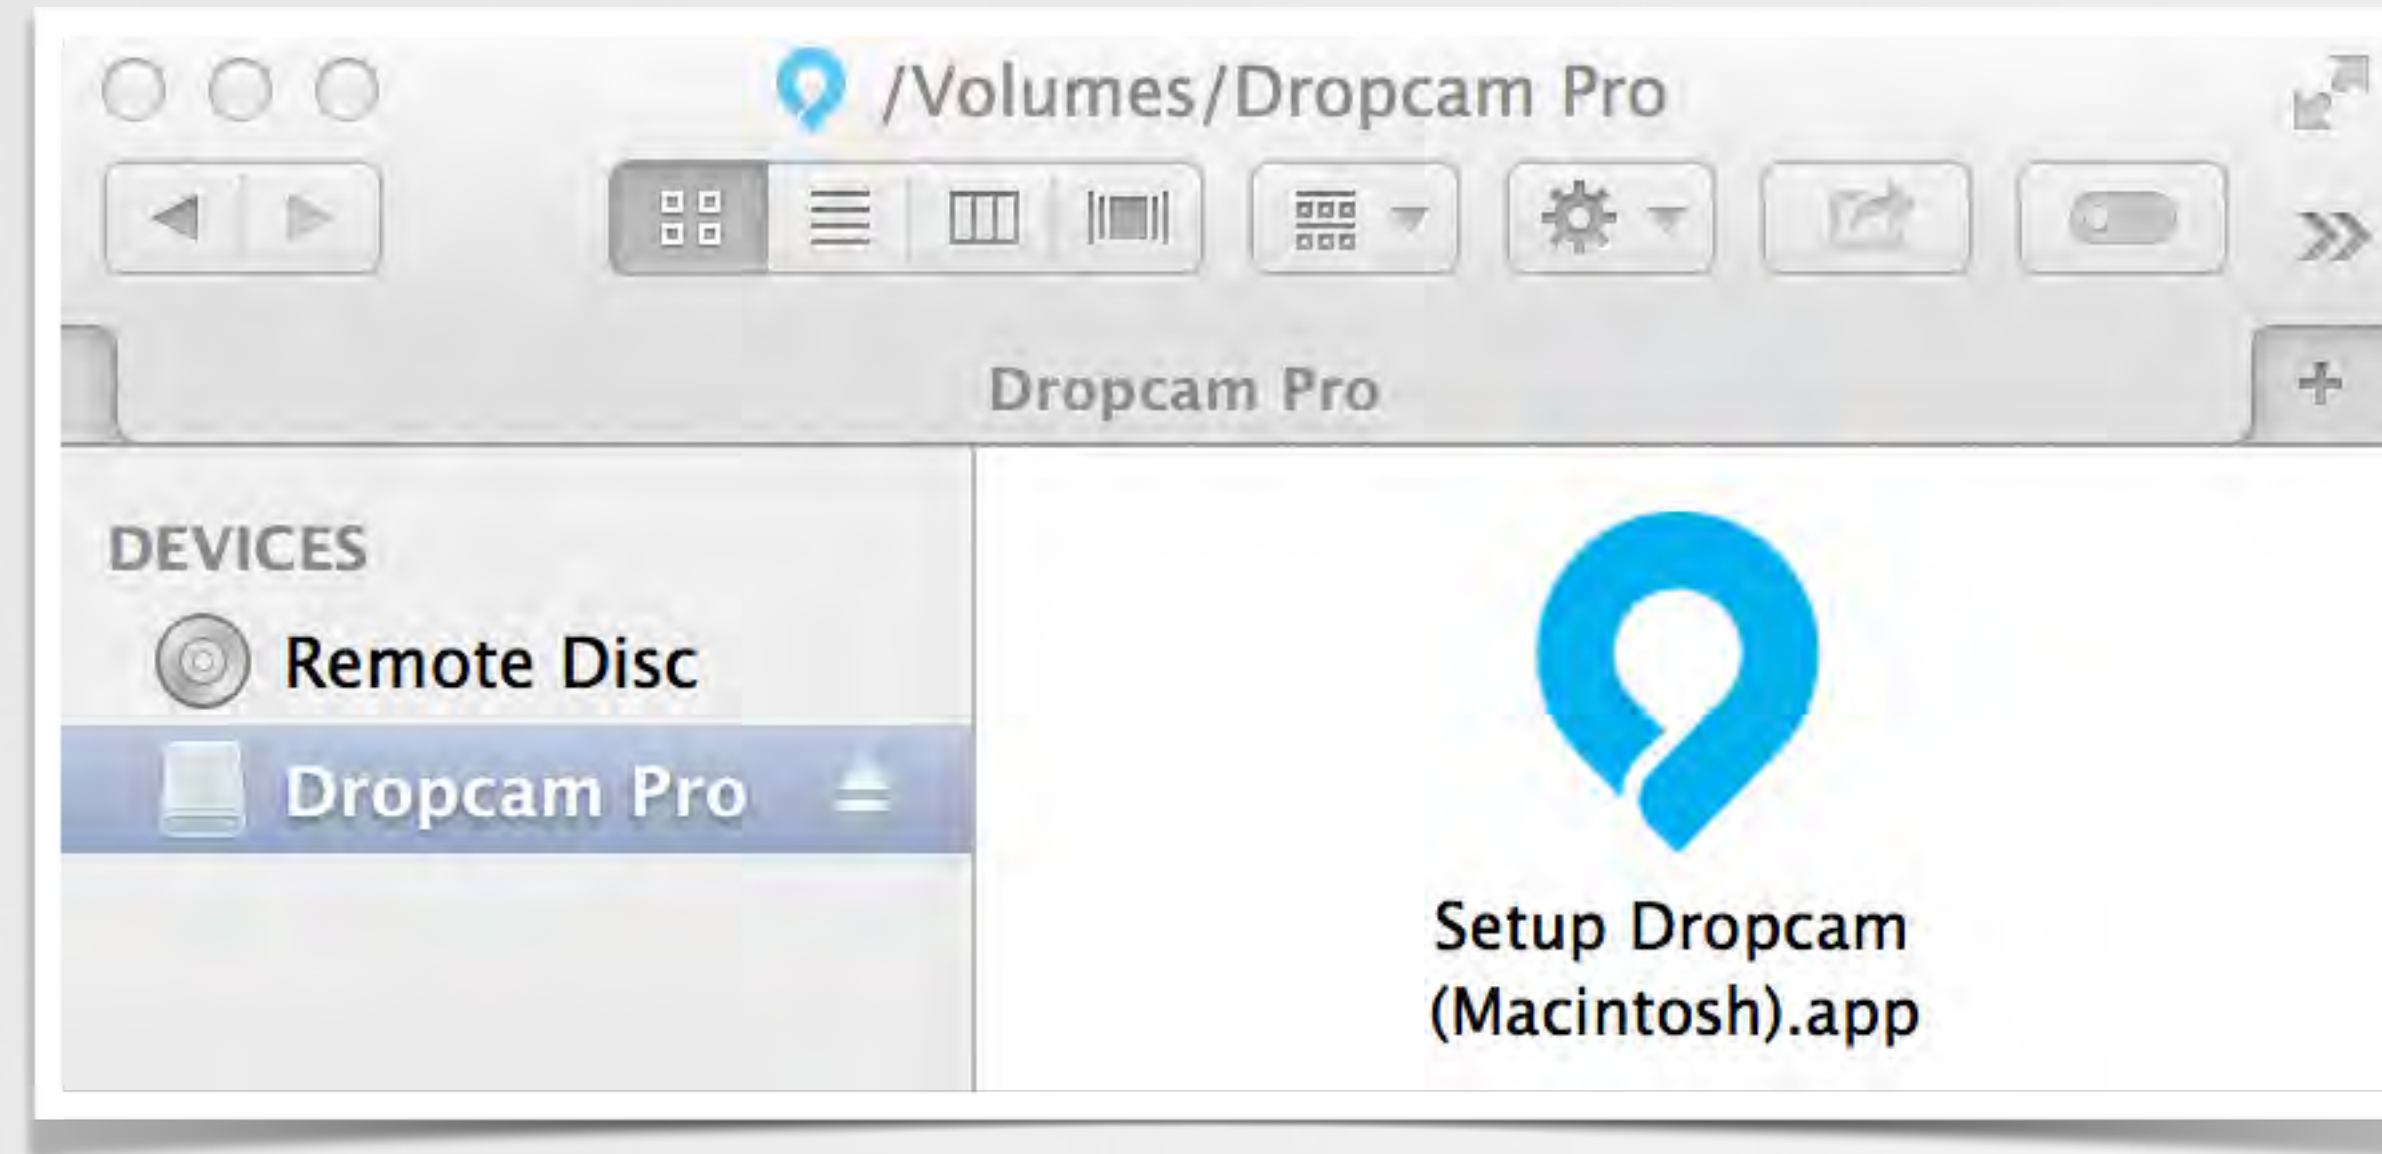 /Volumes/Dropcam Pro
Dropcam Pro
DEVICES
Remote Disc
Dropcam Pro
Setup Dropcam
(Macintosh).app